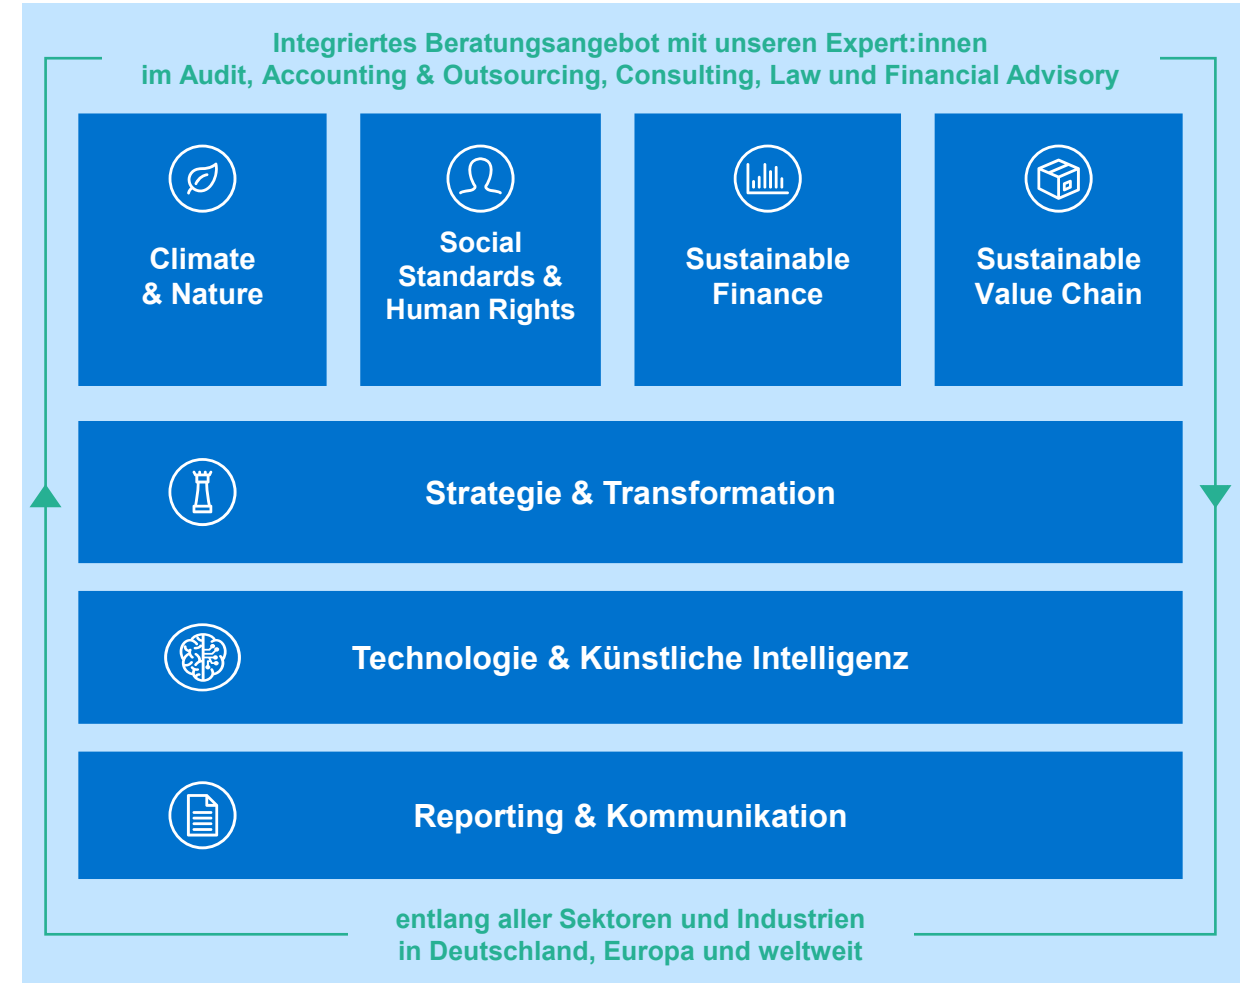 Integriertes Beratungsangebot mit unseren Expert:innen
im Audit, Accounting & Outsourcing, Consulting, Law und Financial Advisory
Climate
& Nature
Social
Standards &
Human Rights
Sustainable
Finance
Sustainable
Value Chain
Strategie & Transformation
Technologie & Künstliche Intelligenz
Reporting & Kommunikation
entlang aller Sektoren und Industrien
in Deutschland, Europa und weltweit